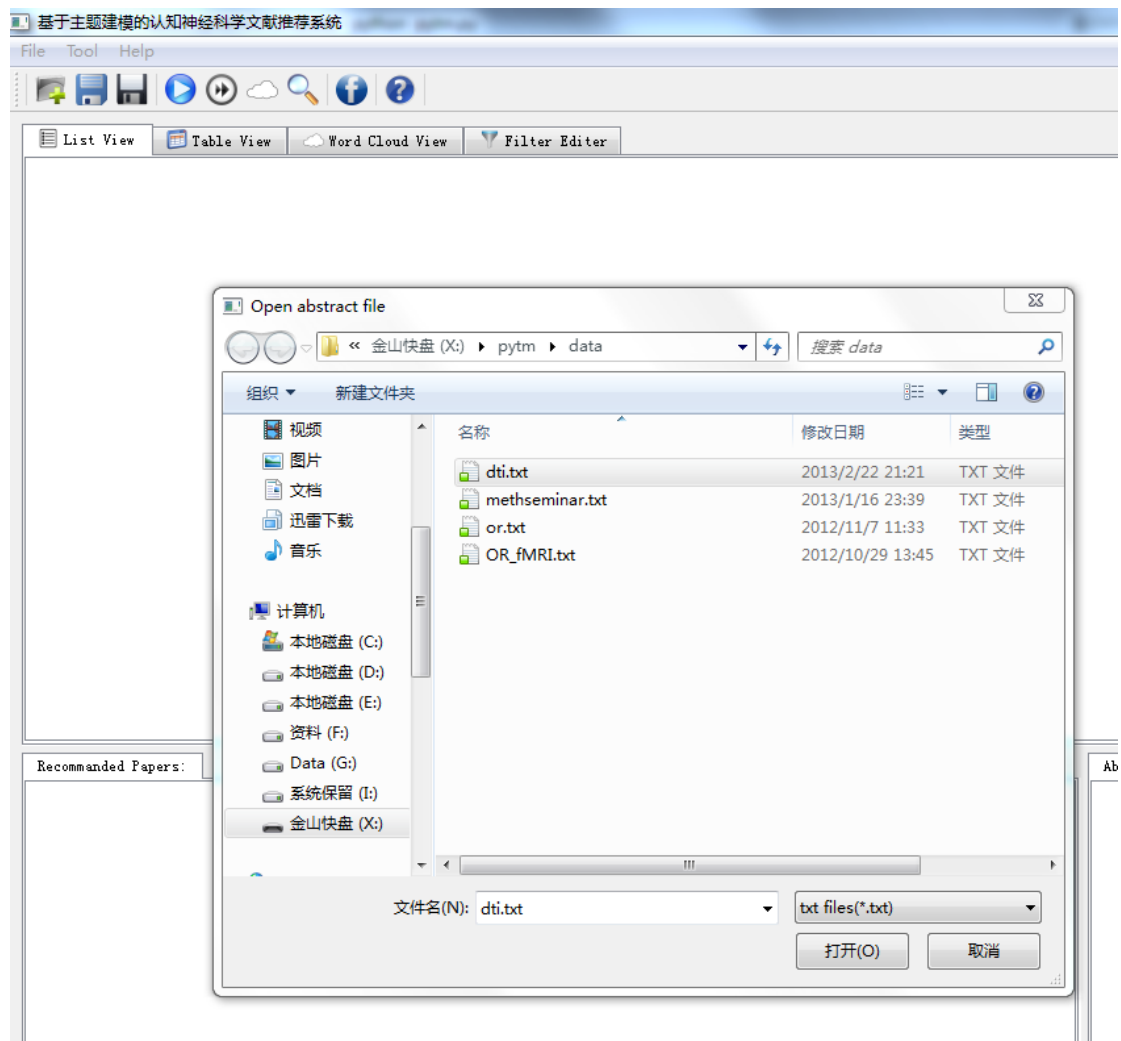 基于主题建模的认知神经科学文献推荐系统
File Tool Help
List View Table View Word Cloud View Filter Editer
Open abstract file
« 金山快盘 (X:) pytm data 搜索 data
组织 新建文件夹
视频
图片
文档
迅雷下载
音乐
计算机
本地磁盘 (C:)
本地磁盘 (D:)
本地磁盘 (E:)
资料 (F:)
Data (G:)
系统保留 (I:)
金山快盘 (X:)
名称 修改日期 类型
dti.txt 2013/2/22 21:21 TXT 文件
methseminar.txt 2013/1/16 23:39 TXT 文件
or.txt 2012/11/7 11:33 TXT 文件
OR_fMRI.txt 2012/10/29 13:45 TXT 文件
文件名(N): dti.txt txt files(*.txt)
打开(O) 取消
Recommanded Papers: Ab